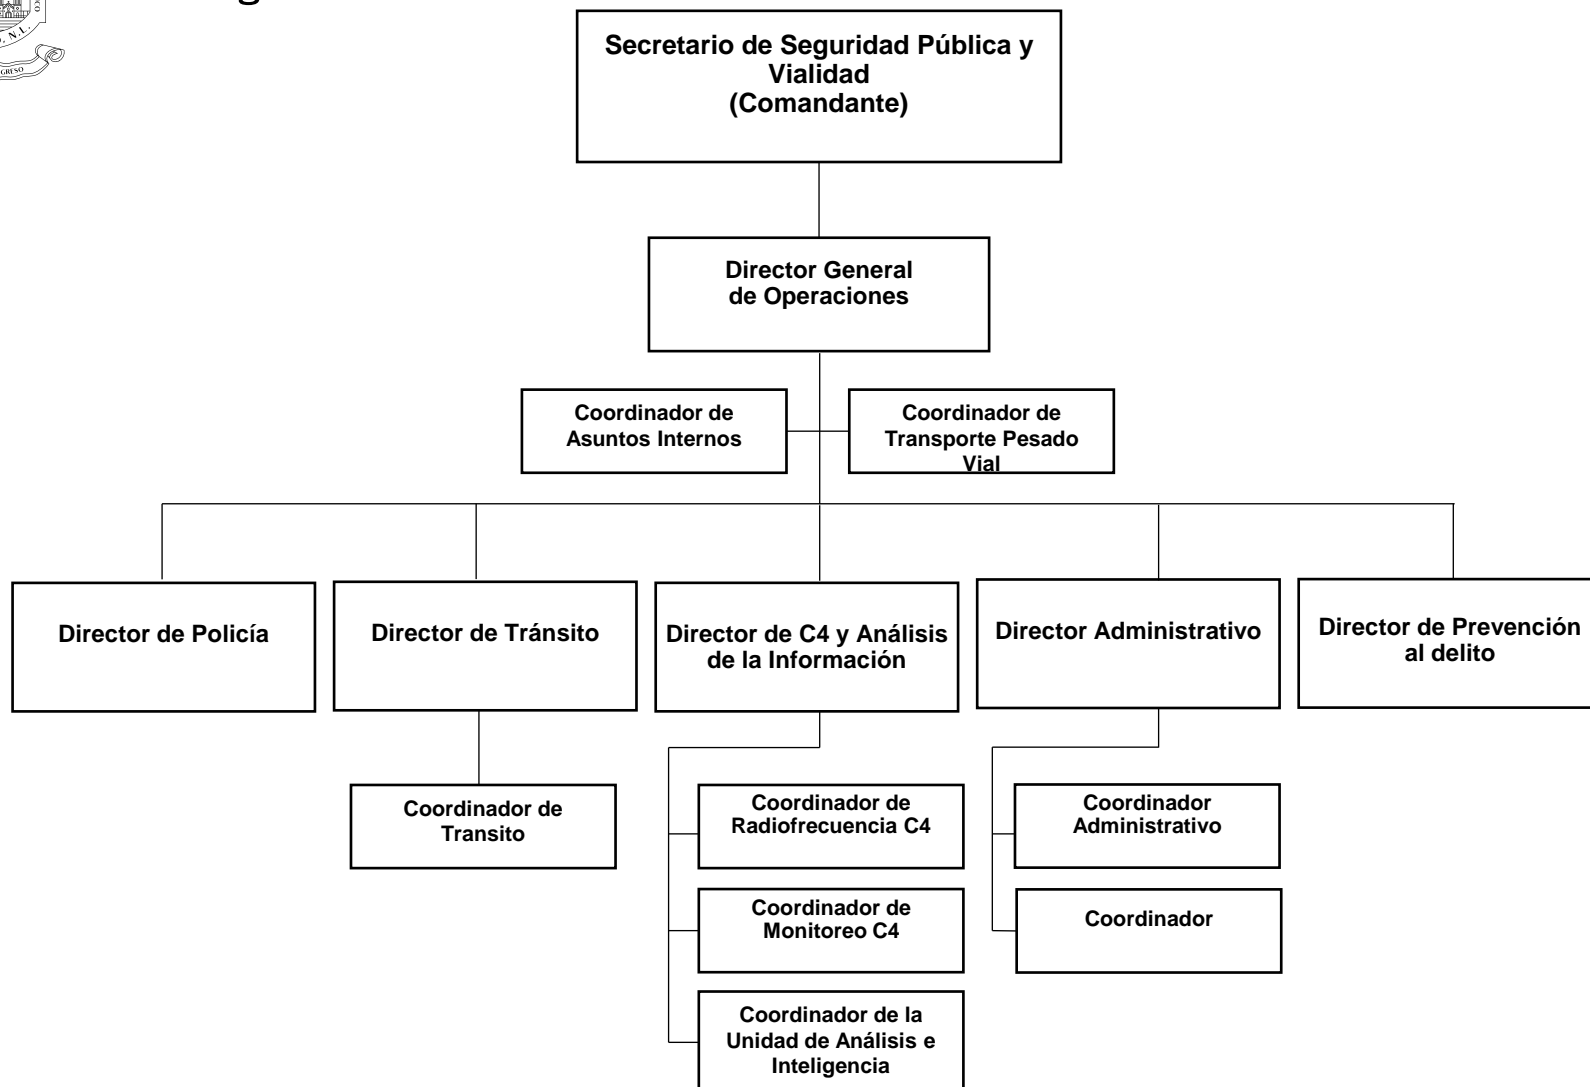 Secretario de Seguridad Pública y
Vialidad
(Comandante)
Director General
de Operaciones
Coordinador de
Asuntos Internos
Coordinador de
Transporte Pesado
Vial
Director de Policía
Director de Tránsito
Director de C4 y Análisis
de la Información
Director Administrativo
Director de Prevención
al delito
Coordinador de
Transito
Coordinador de
Radiofrecuencia C4
Coordinador de
Monitoreo C4
Coordinador de la
Unidad de Análisis e
Inteligencia
Coordinador
Administrativo
Coordinador